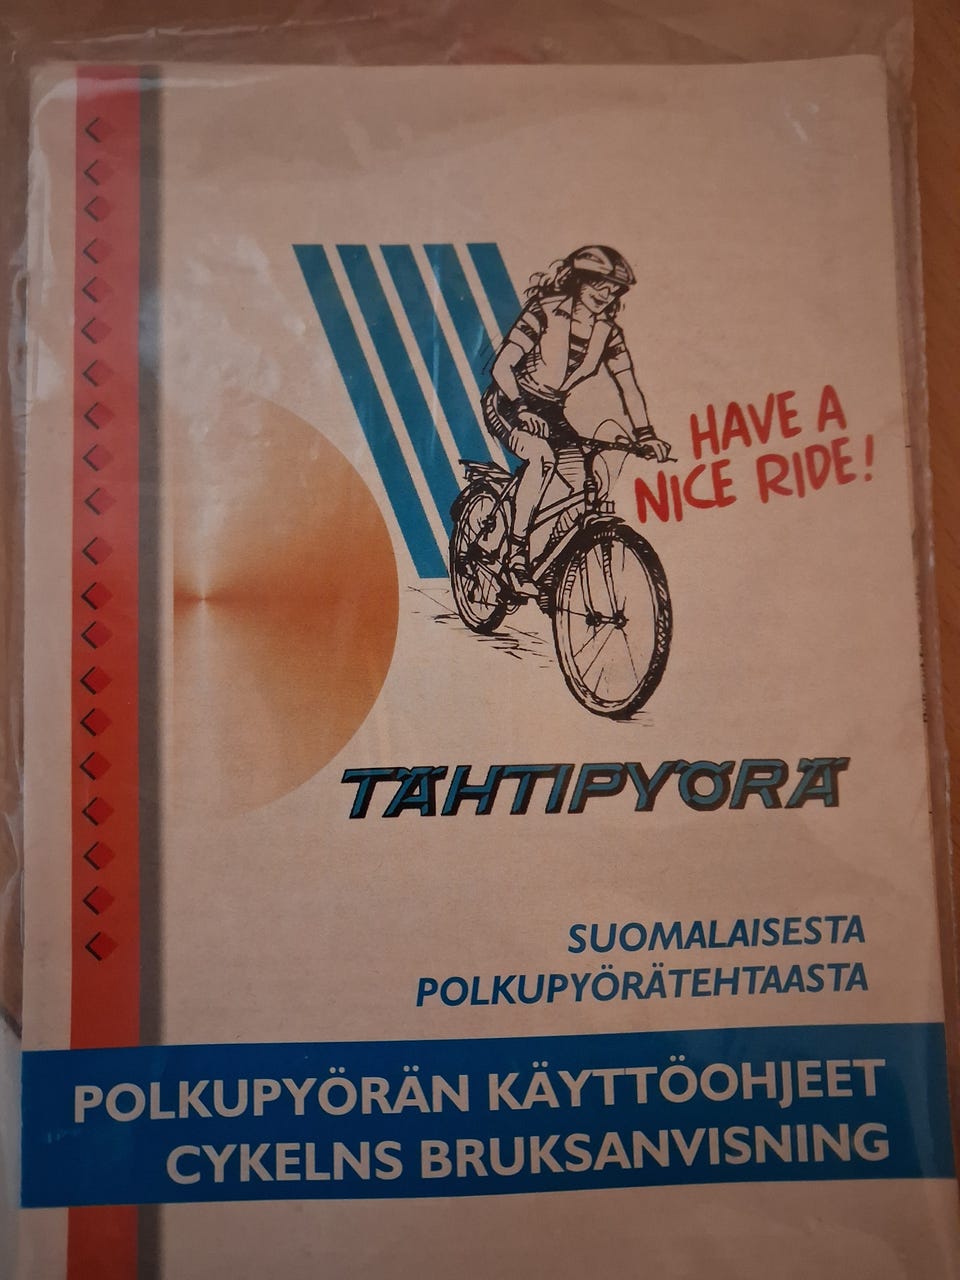 HAVE A
NICE RIDE!
TÄHTIPYÖRÄ
SUOMALAISESTA
POLKUPYÖRÄTEHTAASTA
POLKUPYÖRÄN KÄYTTÖOHJEET
CYKELNS BRUKSANVISNING